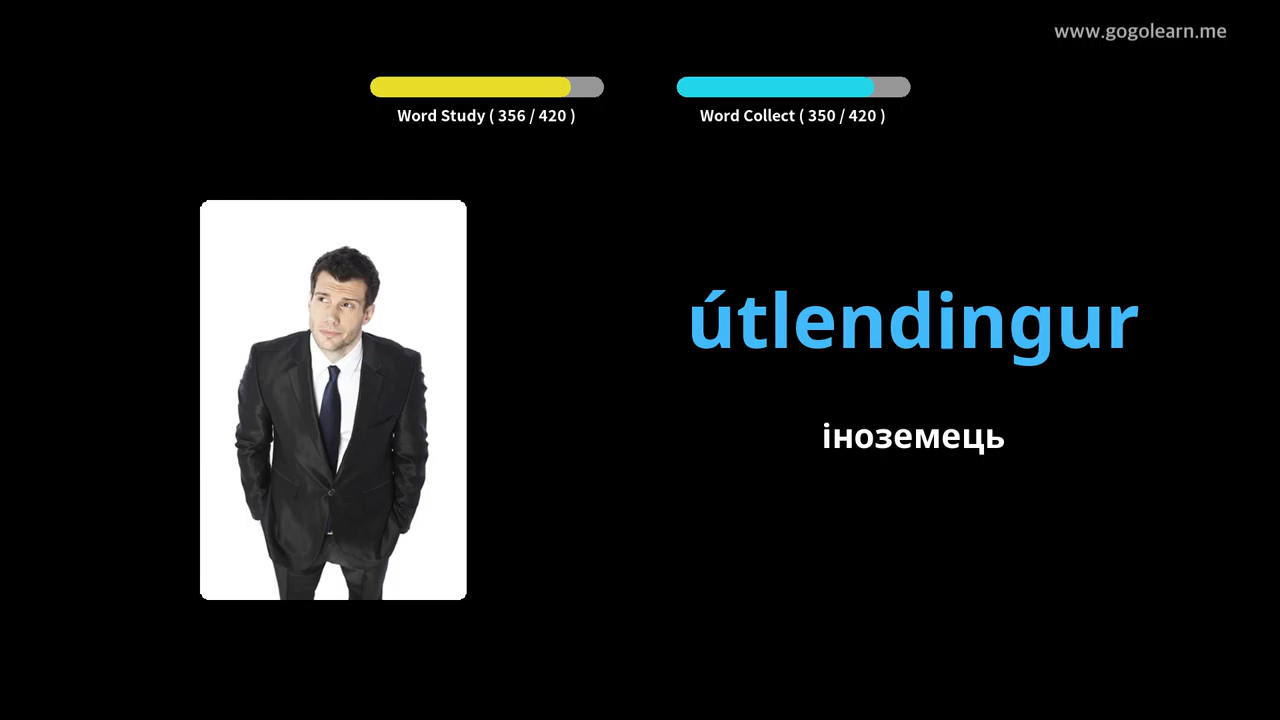 www.gogolearn.me
Word Study ( 356 / 420 )
Word Collect ( 350 / 420 )
útlendingur
іноземець